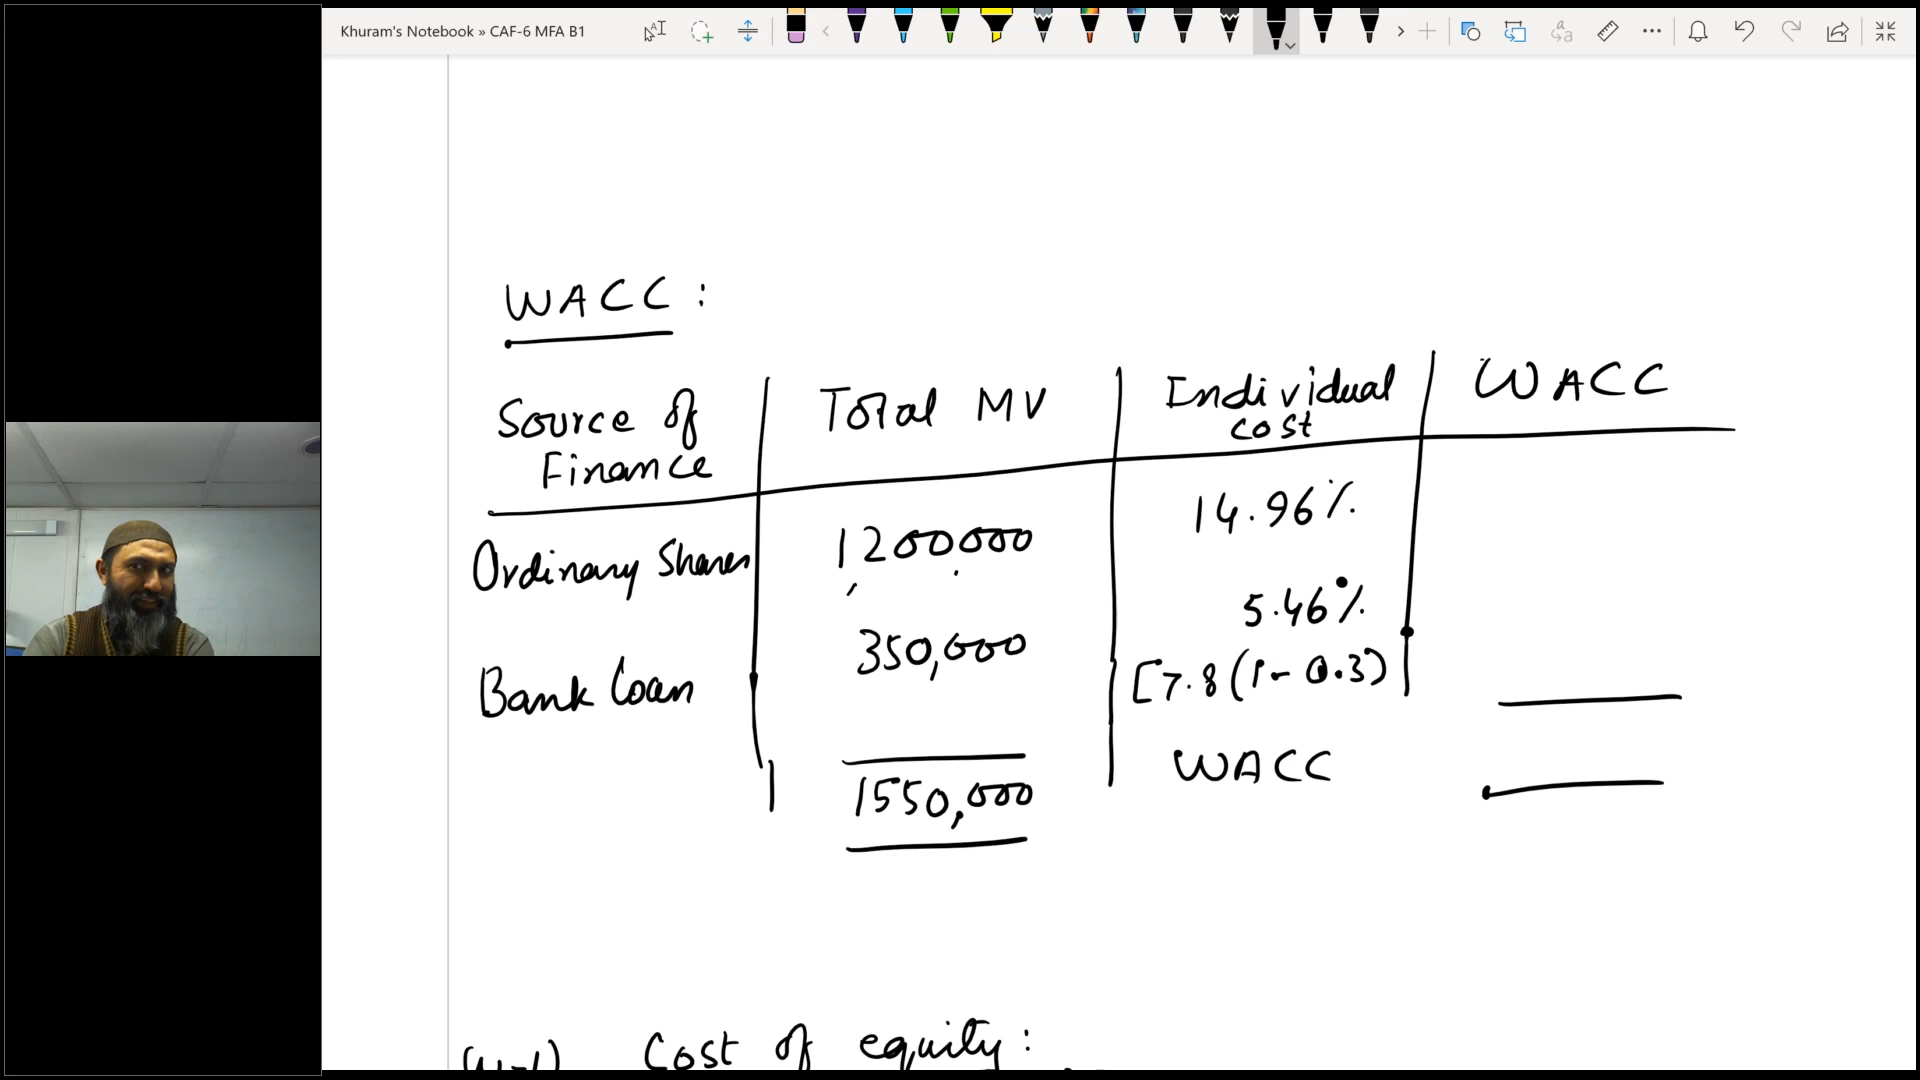 Khuram's Notebook » CAF-6 MFA B1
WACC :
Source of Finance
Total MV
Individual cost
WACC
Ordinary Shares
1200000
14.96%
Bank Loan
350,000
5.46%
[7.8(1-0.3)
1550,000
WACC
Cost of equity: